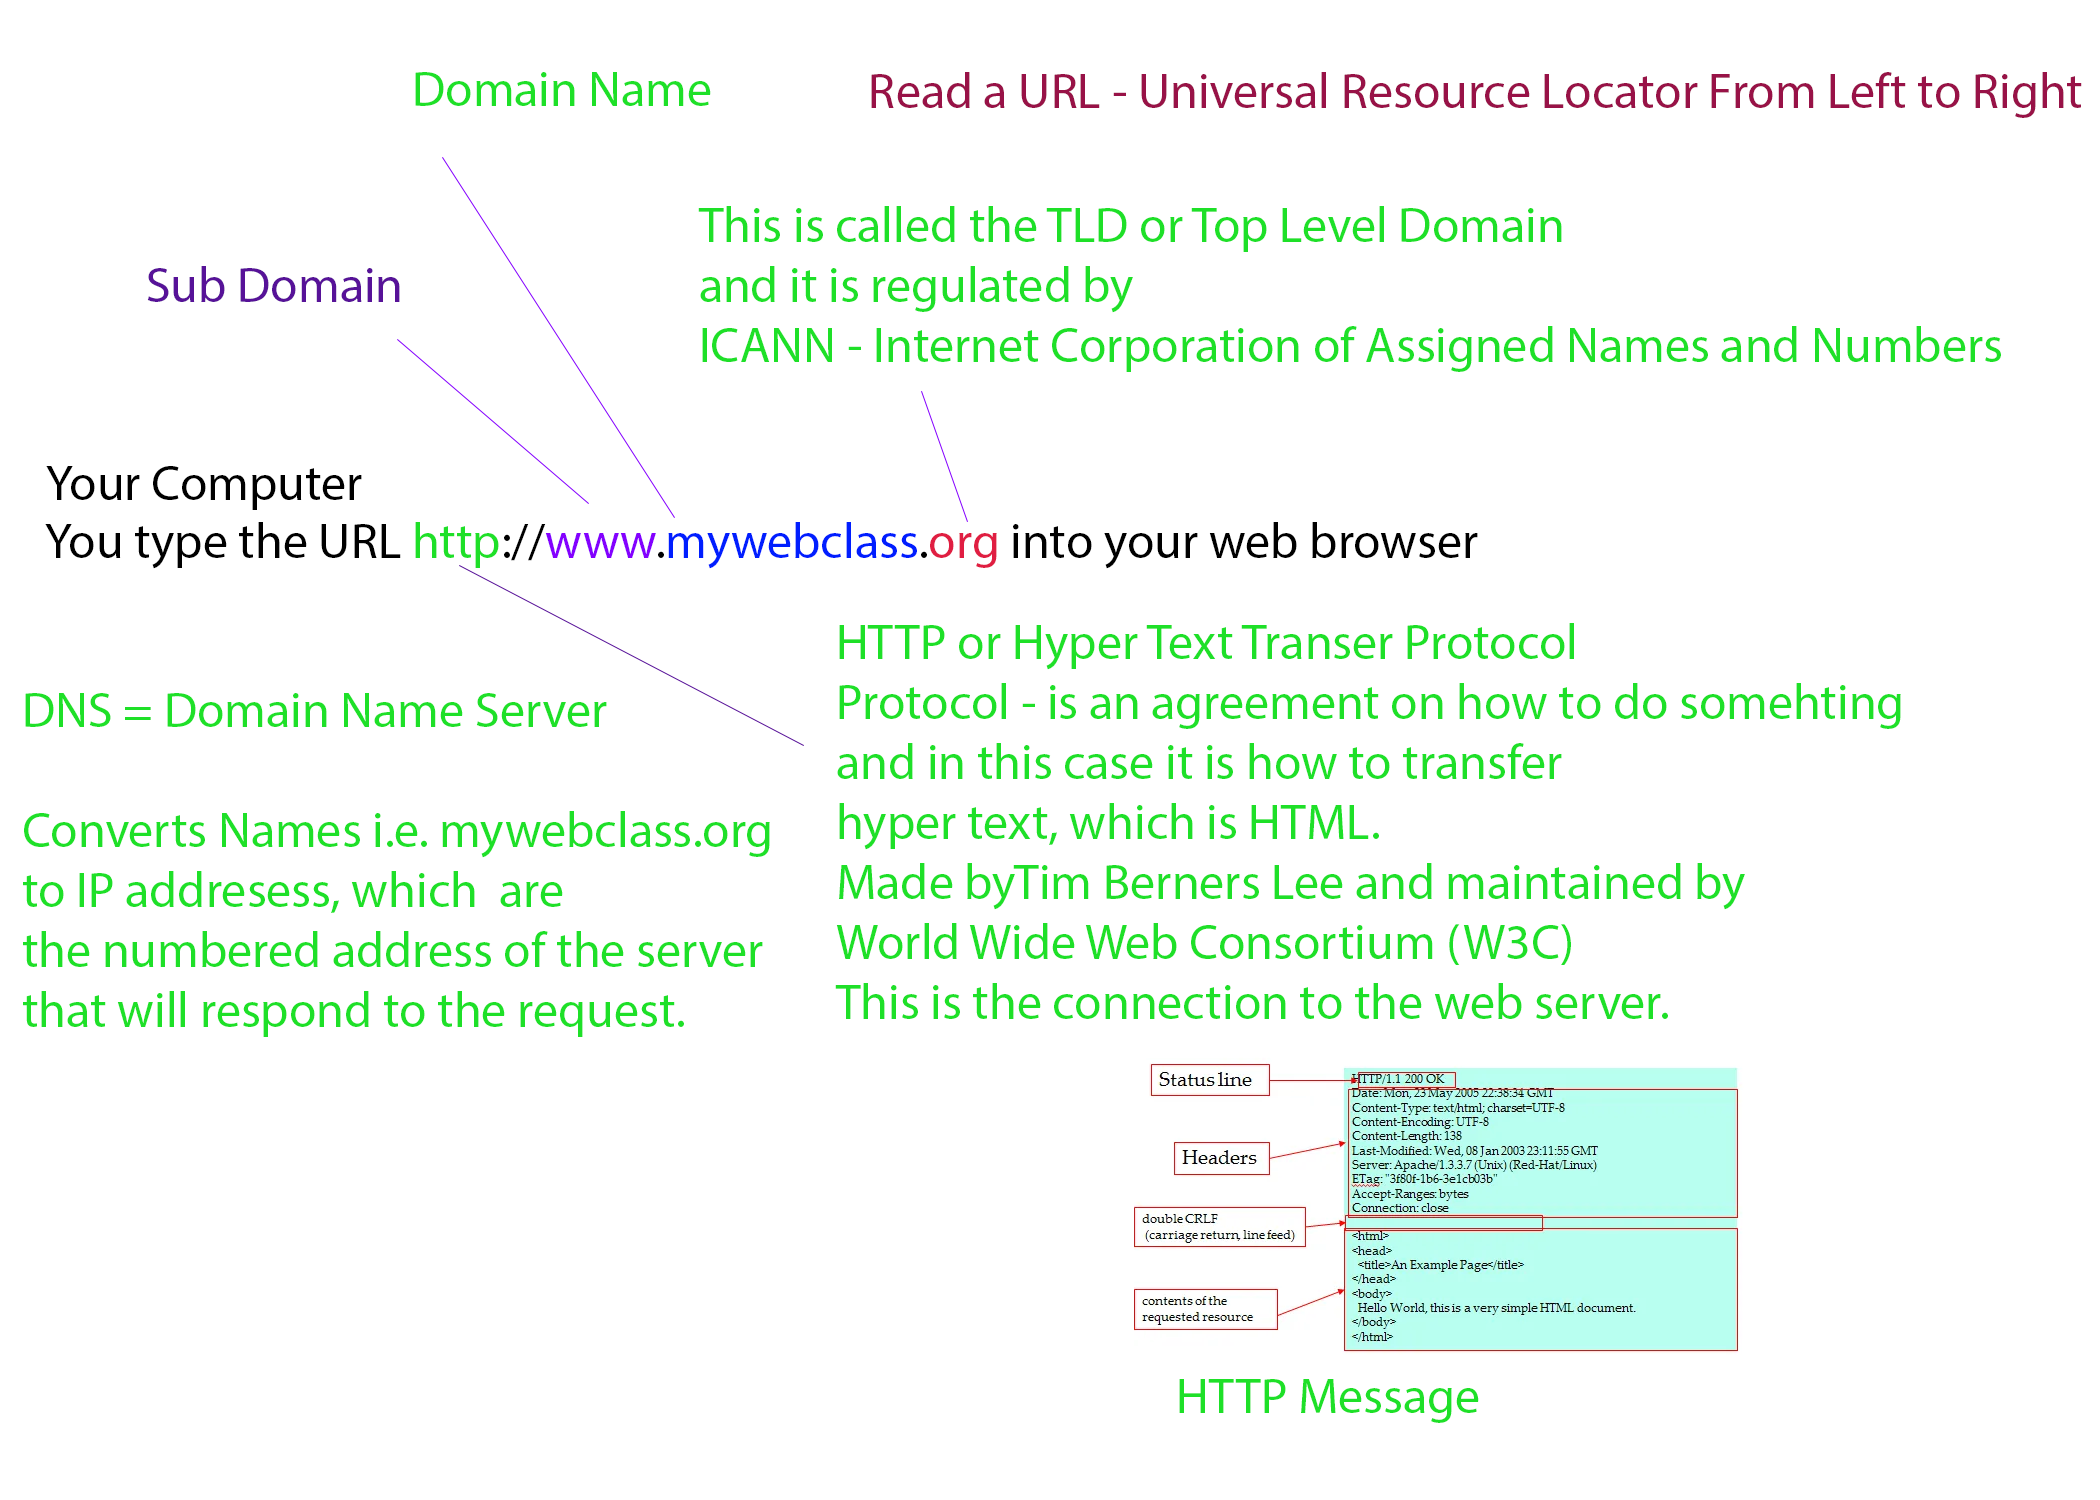 Domain Name
Read a URL - Universal Resource Locator From Left to Right
This is called the TLD or Top Level Domain
and it is regulated by
ICANN - Internet Corporation of Assigned Names and Numbers
Sub Domain
Your Computer
You type the URL http://www.mywebclass.org into your web browser
DNS = Domain Name Server
Converts Names i.e. mywebclass.org
to IP addresess, which  are
the numbered address of the server
that will respond to the request.
HTTP or Hyper Text Transer Protocol
Protocol - is an agreement on how to do somehting
and in this case it is how to transfer
hyper text, which is HTML.
Made byTim Berners Lee and maintained by
World Wide Web Consortium (W3C)
This is the connection to the web server.
Status line
Headers
double CRLF
(carriage return, line feed)
contents of the
requested resource
HTTP/1.1 200 OK
Date: Mon, 23 May 2005 22:38:34 GMT
Content-Type: text/html; charset=UTF-8
Content-Encoding: UTF-8
Content-Length: 138
Last-Modified: Wed, 08 Jan 2003 23:11:55 GMT
Server: Apache/1.3.3.7 (Unix) (Red-Hat/Linux)
ETag: "3f80f-1b6-3e1cb03b"
Accept-Ranges: bytes
Connection: close
<html>
<head>
<title>An Example Page</title>
</head>
<body>
Hello World, this is a very simple HTML document.
</body>
</html>
HTTP Message